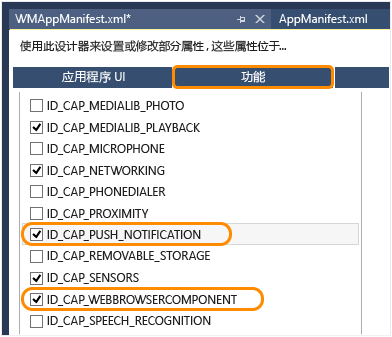 WMAppManifest.xml* AppManifest.xml
使用此设计器来设置或修改部分属性,这些属性位于...
应用程序 UI 功能
ID_CAP_MEDIALIB_PHOTO
ID_CAP_MEDIALIB_PLAYBACK
ID_CAP_MICROPHONE
ID_CAP_NETWORKING
ID_CAP_PHONEDIALER
ID_CAP_PROXIMITY
ID_CAP_PUSH_NOTIFICATION
ID_CAP_REMOVABLE_STORAGE
ID_CAP_SENSORS
ID_CAP_WEBBROWSERCOMPONENT
ID_CAP_SPEECH_RECOGNITION